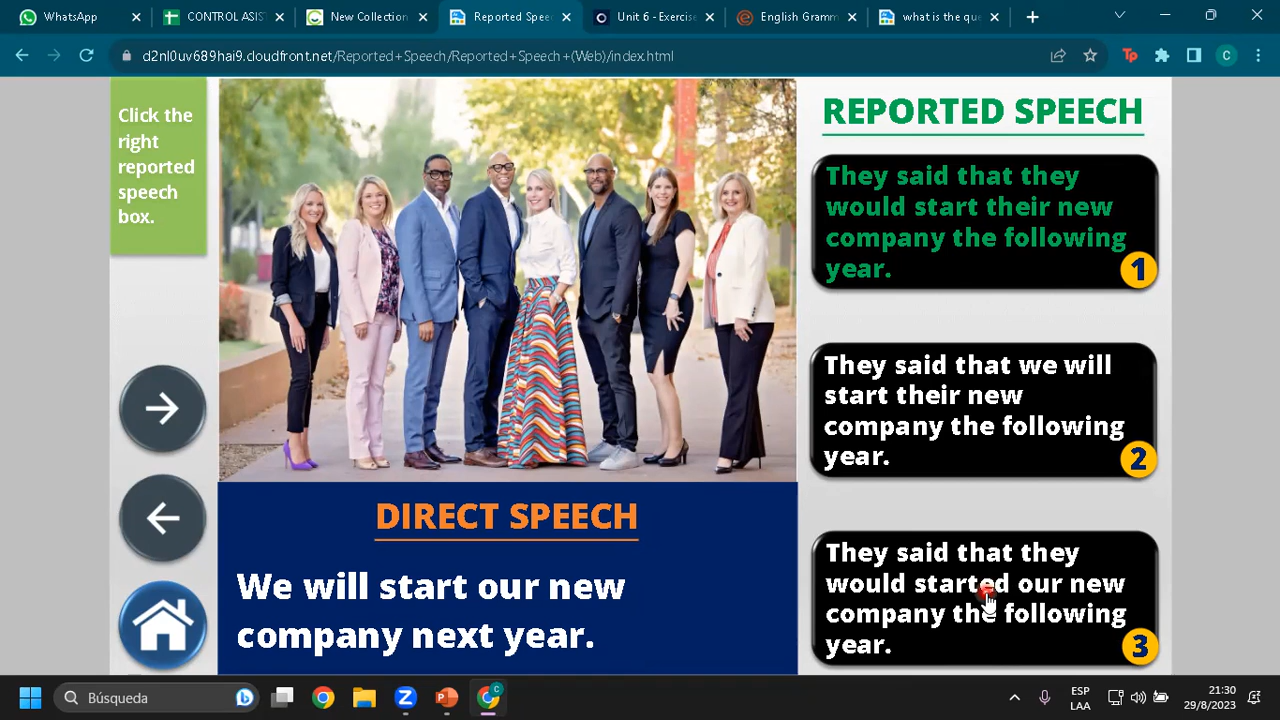 WhatsApp
CONTROL ASIS
New Collection
Reported Spee
Unit 6 - Exercise
English Gramm
what is the que
d2nl0uv689hai9.cloudfront.net/Reported+Speech/Reported+Speech+(Web)/index.html
C
Click the
right
reported
speech
box.
DIRECT SPEECH
We will start our new
company next year.
REPORTED SPEECH
They said that they
would start their new
company the following
year.
1
They said that we will
start their new
company the following
year.
2
They said that they
would started our new
company the following
year.
3
Búsqueda
ESP
LAA
21:30
29/8/2023